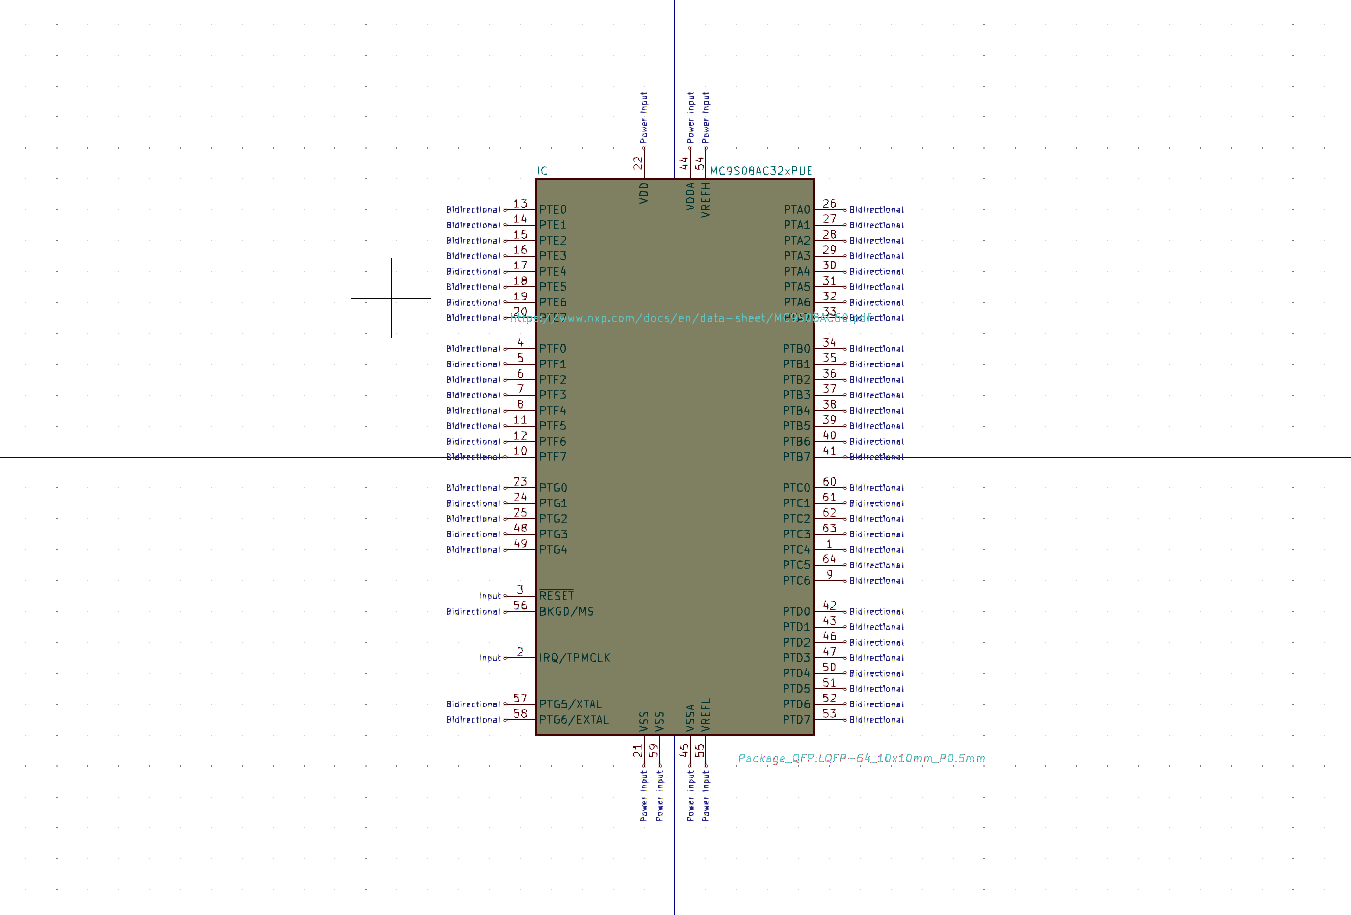 Power Input Power Input Power Input
22 44 54
IC MC9S08AC32xPUE
VDD VDDA VREFH
Bidirectional 13 PTE0 PTA0 26 Bidirectional
Bidirectional 14 PTE1 PTA1 27 Bidirectional
Bidirectional 15 PTE2 PTA2 28 Bidirectional
Bidirectional 16 PTE3 PTA3 29 Bidirectional
Bidirectional 17 PTE4 PTA4 30 Bidirectional
Bidirectional 18 PTE5 PTA5 31 Bidirectional
Bidirectional 19 PTE6 PTA6 32 Bidirectional
Bidirectional 20 33 Bidirectional
https://www.nxp.com/docs/en/data-sheet/MC9S08AC60.pdf
Bidirectional 4 PTF0 PTB0 34 Bidirectional
Bidirectional 5 PTF1 PTB1 35 Bidirectional
Bidirectional 6 PTF2 PTB2 36 Bidirectional
Bidirectional 7 PTF3 PTB3 37 Bidirectional
Bidirectional 8 PTF4 PTB4 38 Bidirectional
Bidirectional 11 PTF5 PTB5 39 Bidirectional
Bidirectional 12 PTF6 PTB6 40 Bidirectional
Bidirectional 10 PTF7 PTB7 41 Bidirectional
Bidirectional 23 PTG0 PTC0 60 Bidirectional
Bidirectional 24 PTG1 PTC1 61 Bidirectional
Bidirectional 25 PTG2 PTC2 62 Bidirectional
Bidirectional 48 PTG3 PTC3 63 Bidirectional
Bidirectional 49 PTG4 PTC4 1 Bidirectional
PTC5 64 Bidirectional
PTC6 9 Bidirectional
Input 3 RESET
Bidirectional 56 BKGD/MS PTD0 42 Bidirectional
PTD1 43 Bidirectional
PTD2 46 Bidirectional
Input 2 IRQ/TPMCLK PTD3 47 Bidirectional
PTD4 50 Bidirectional
PTD5 51 Bidirectional
Bidirectional 57 PTG5/XTAL PTD6 52 Bidirectional
Bidirectional 58 PTG6/EXTAL PTD7 53 Bidirectional
VSS VSS VSSA VREFL
21 59 45 55
Package_QFP:LQFP-64_10x10mm_P0.5mm
Power Input Power Input Power Input Power Input